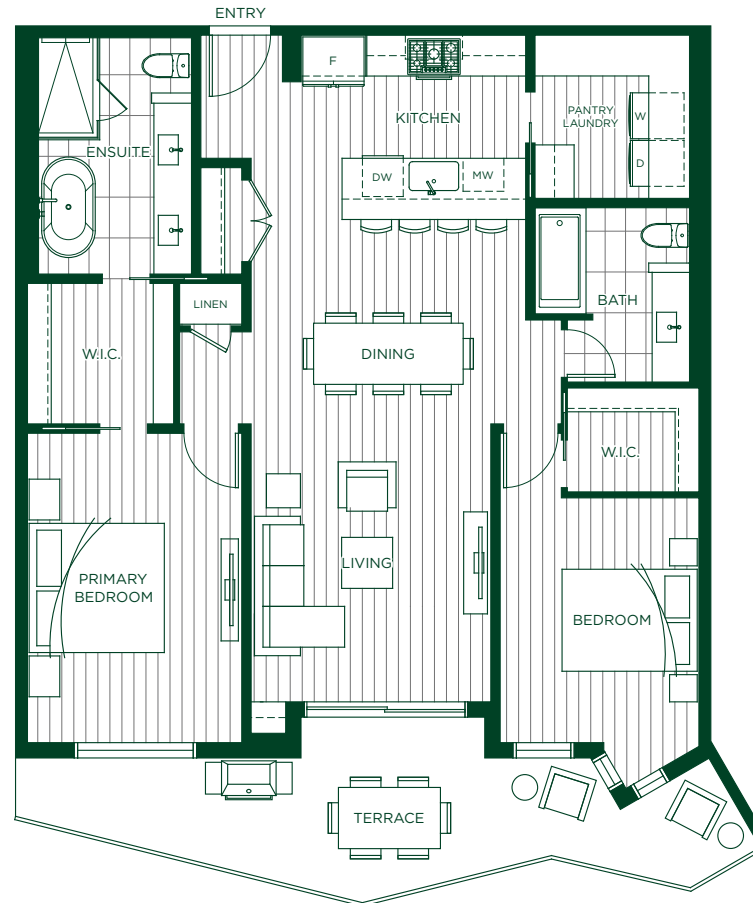 ENTRY
F
KITCHEN
PANTRY
LAUNDRY
W
D
ENSUITE
DW
MW
LINEN
BATH
W.I.C.
DINING
W.I.C.
LIVING
PRIMARY
BEDROOM
BEDROOM
TERRACE